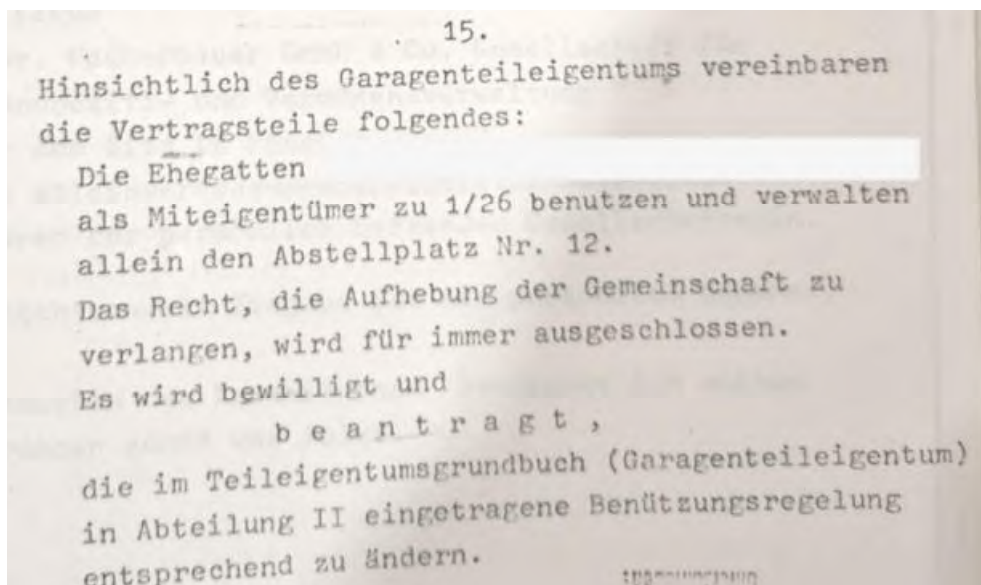 15.
Hinsichtlich des Garagenteileigentums vereinbaren
die Vertragsteile folgendes:
Die Ehegatten
als Miteigentümer zu 1/26 benutzen und verwalten
allein den Abstellplatz Nr. 12.
Das Recht, die Aufhebung der Gemeinschaft zu
verlangen, wird für immer ausgeschlossen.
Es wird bewilligt und
b e a n t r a g t ,
die im Teileigentumsgrundbuch (Garagenteileigentum)
in Abteilung II eingetragene Benützungsregelung
entsprechend zu ändern.